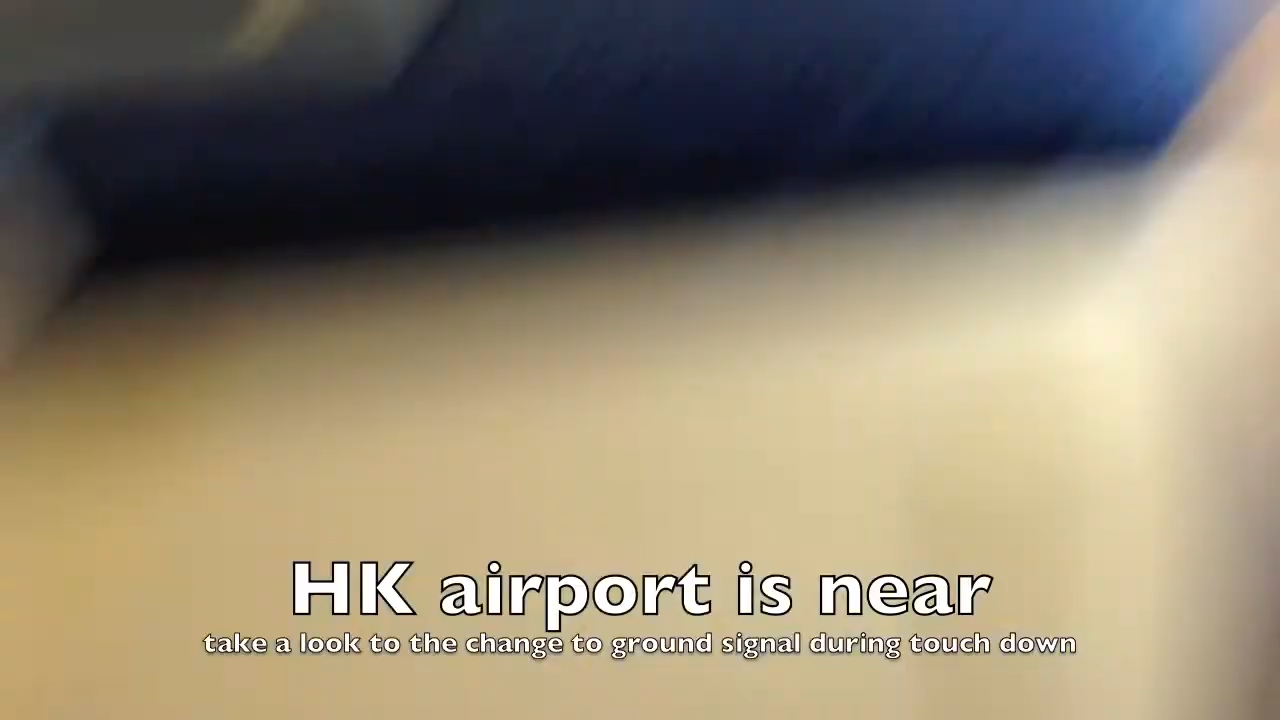 HK airport is near
take a look to the change to ground signal during touch down